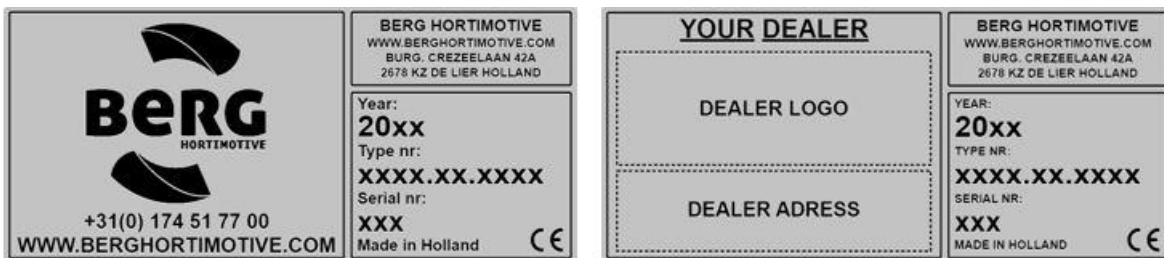 BERG
HORTIMOTIVE
+31(0) 174 51 77 00
WWW.BERGHORTIMOTIVE.COM
BERG HORTIMOTIVE
WWW.BERGHORTIMOTIVE.COM
BURG. CREZEELAAN 42A
2678 KZ DE LIER HOLLAND
Year:
20xx
Type nr:
xxxx.xx.xxxx
Serial nr:
xxx
Made in Holland CE
YOUR DEALER
DEALER LOGO
DEALER ADRESS
BERG HORTIMOTIVE
WWW.BERGHORTIMOTIVE.COM
BURG. CREZEELAAN 42A
2678 KZ DE LIER HOLLAND
YEAR:
20xx
TYPE NR:
xxxx.xx.xxxx
SERIAL NR:
xxx
MADE IN HOLLAND CE